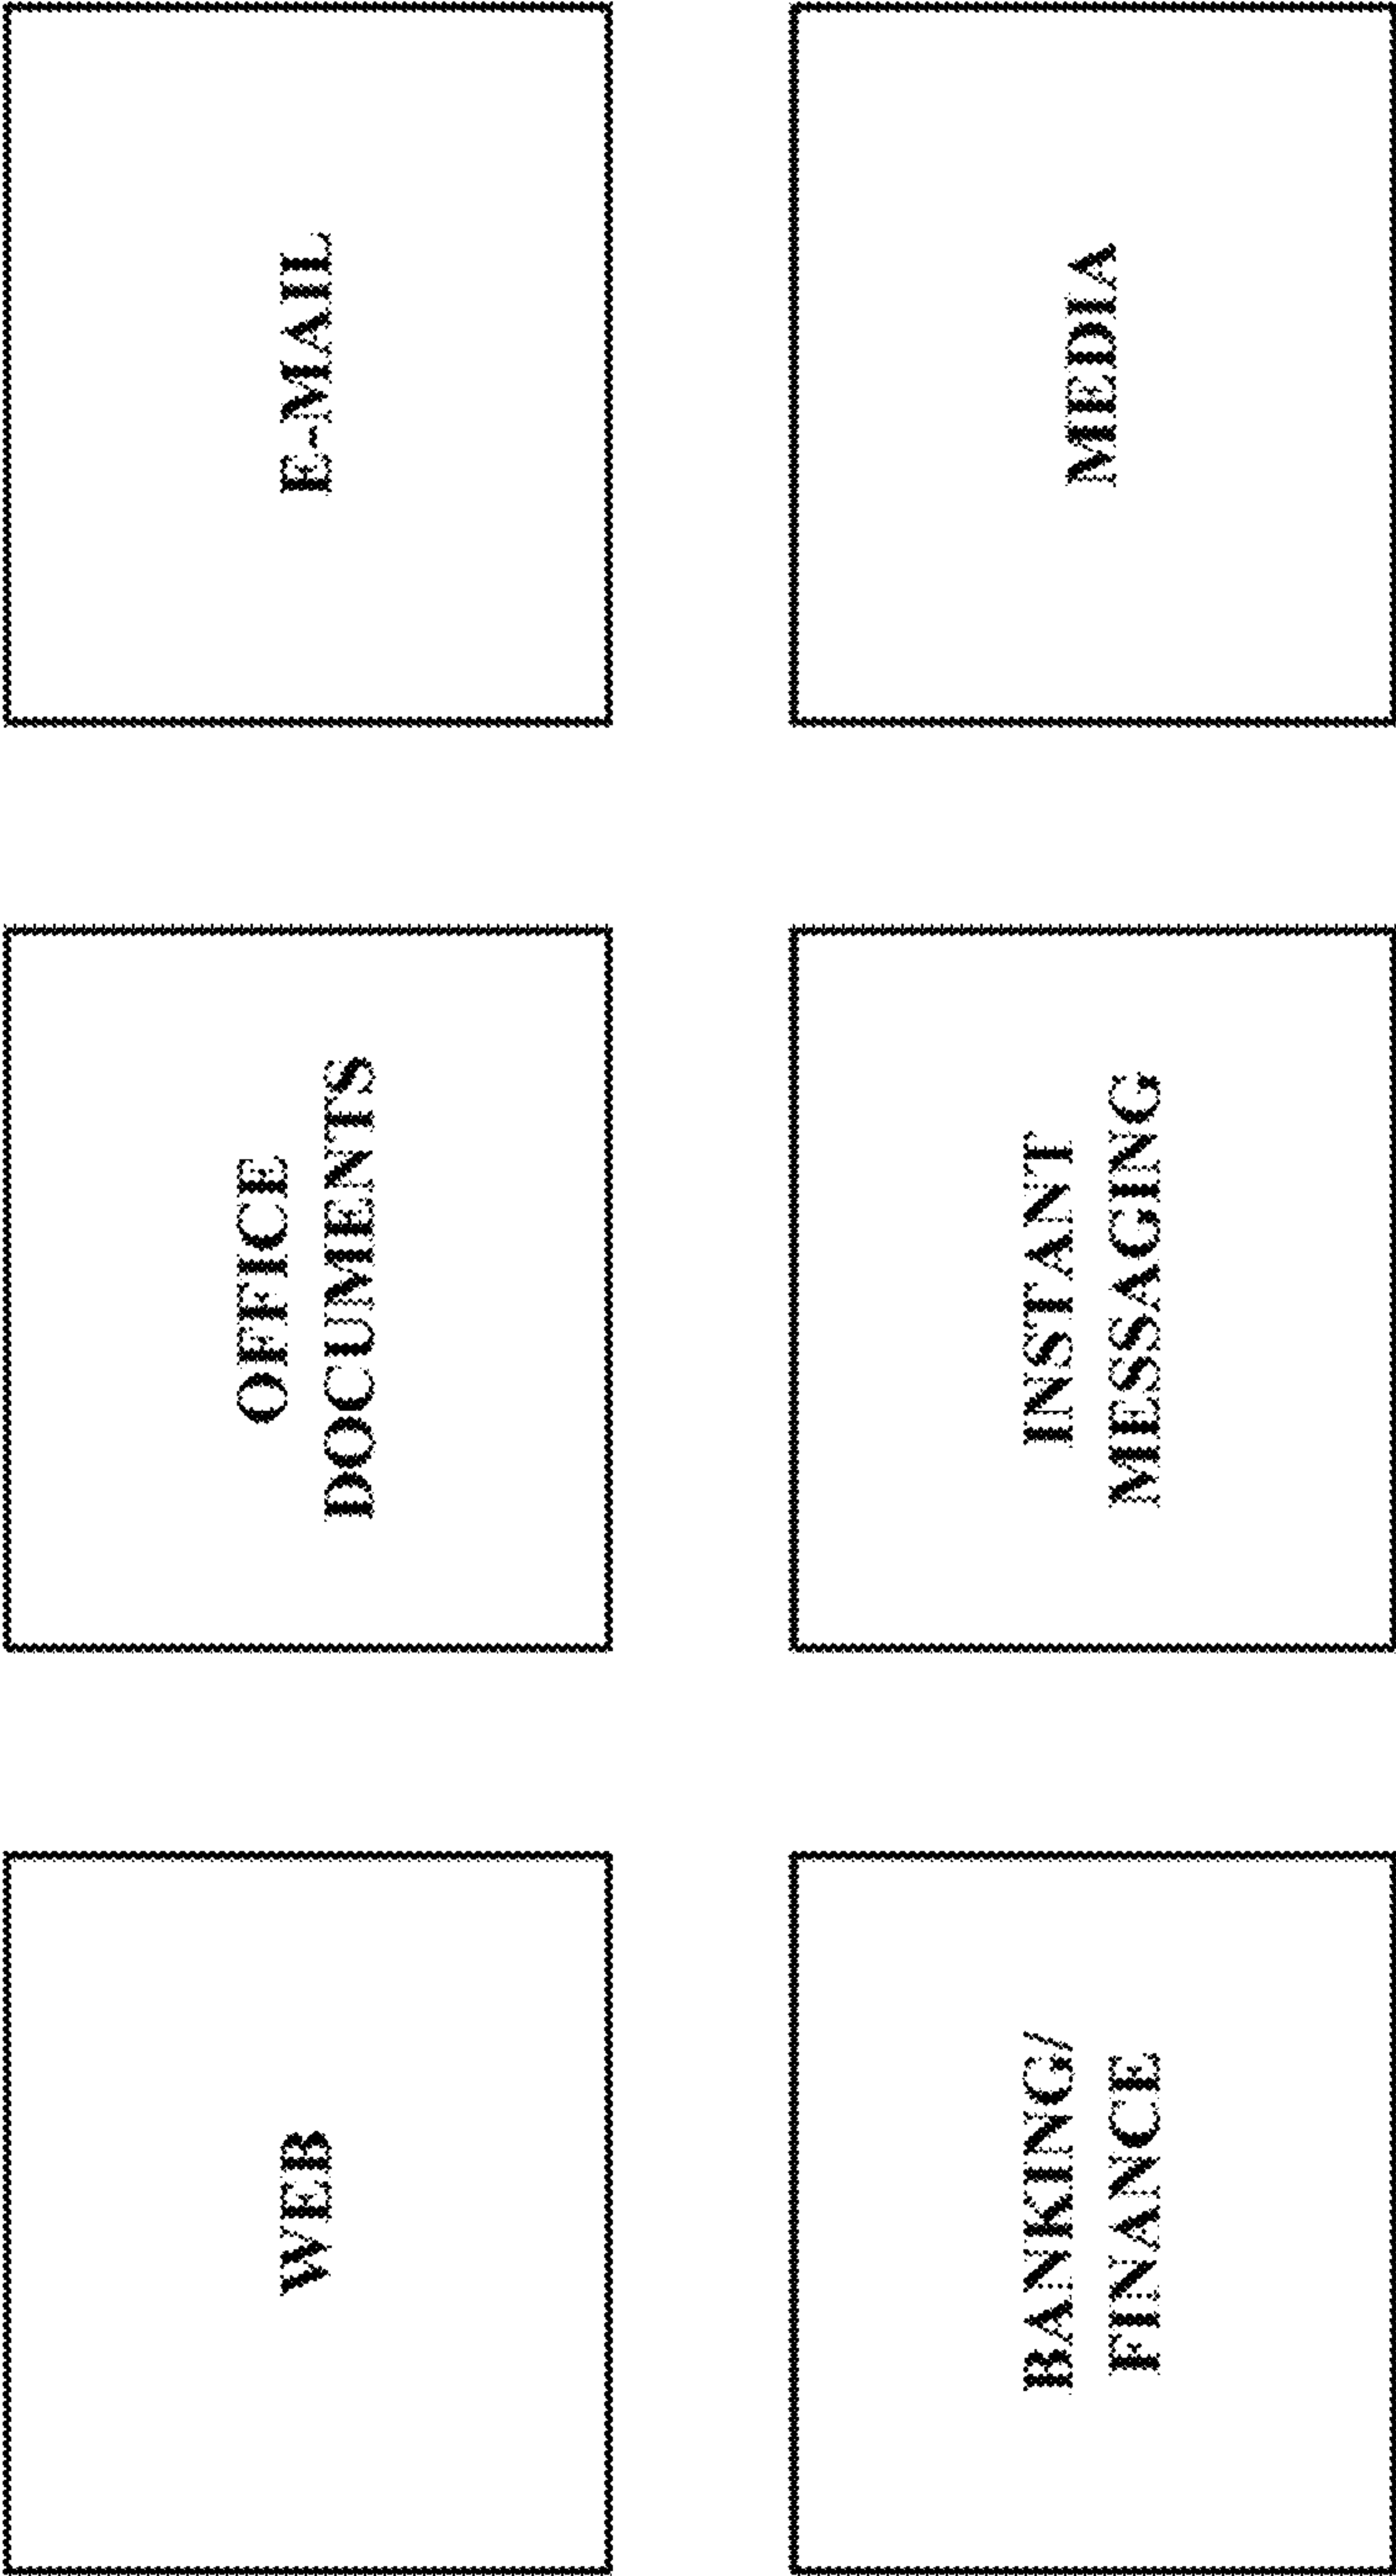 WEB
OFFICE
DOCUMENTS
E-MAIL
BANKING/
FINANCE
INSTANT
MESSAGING
MEDIA